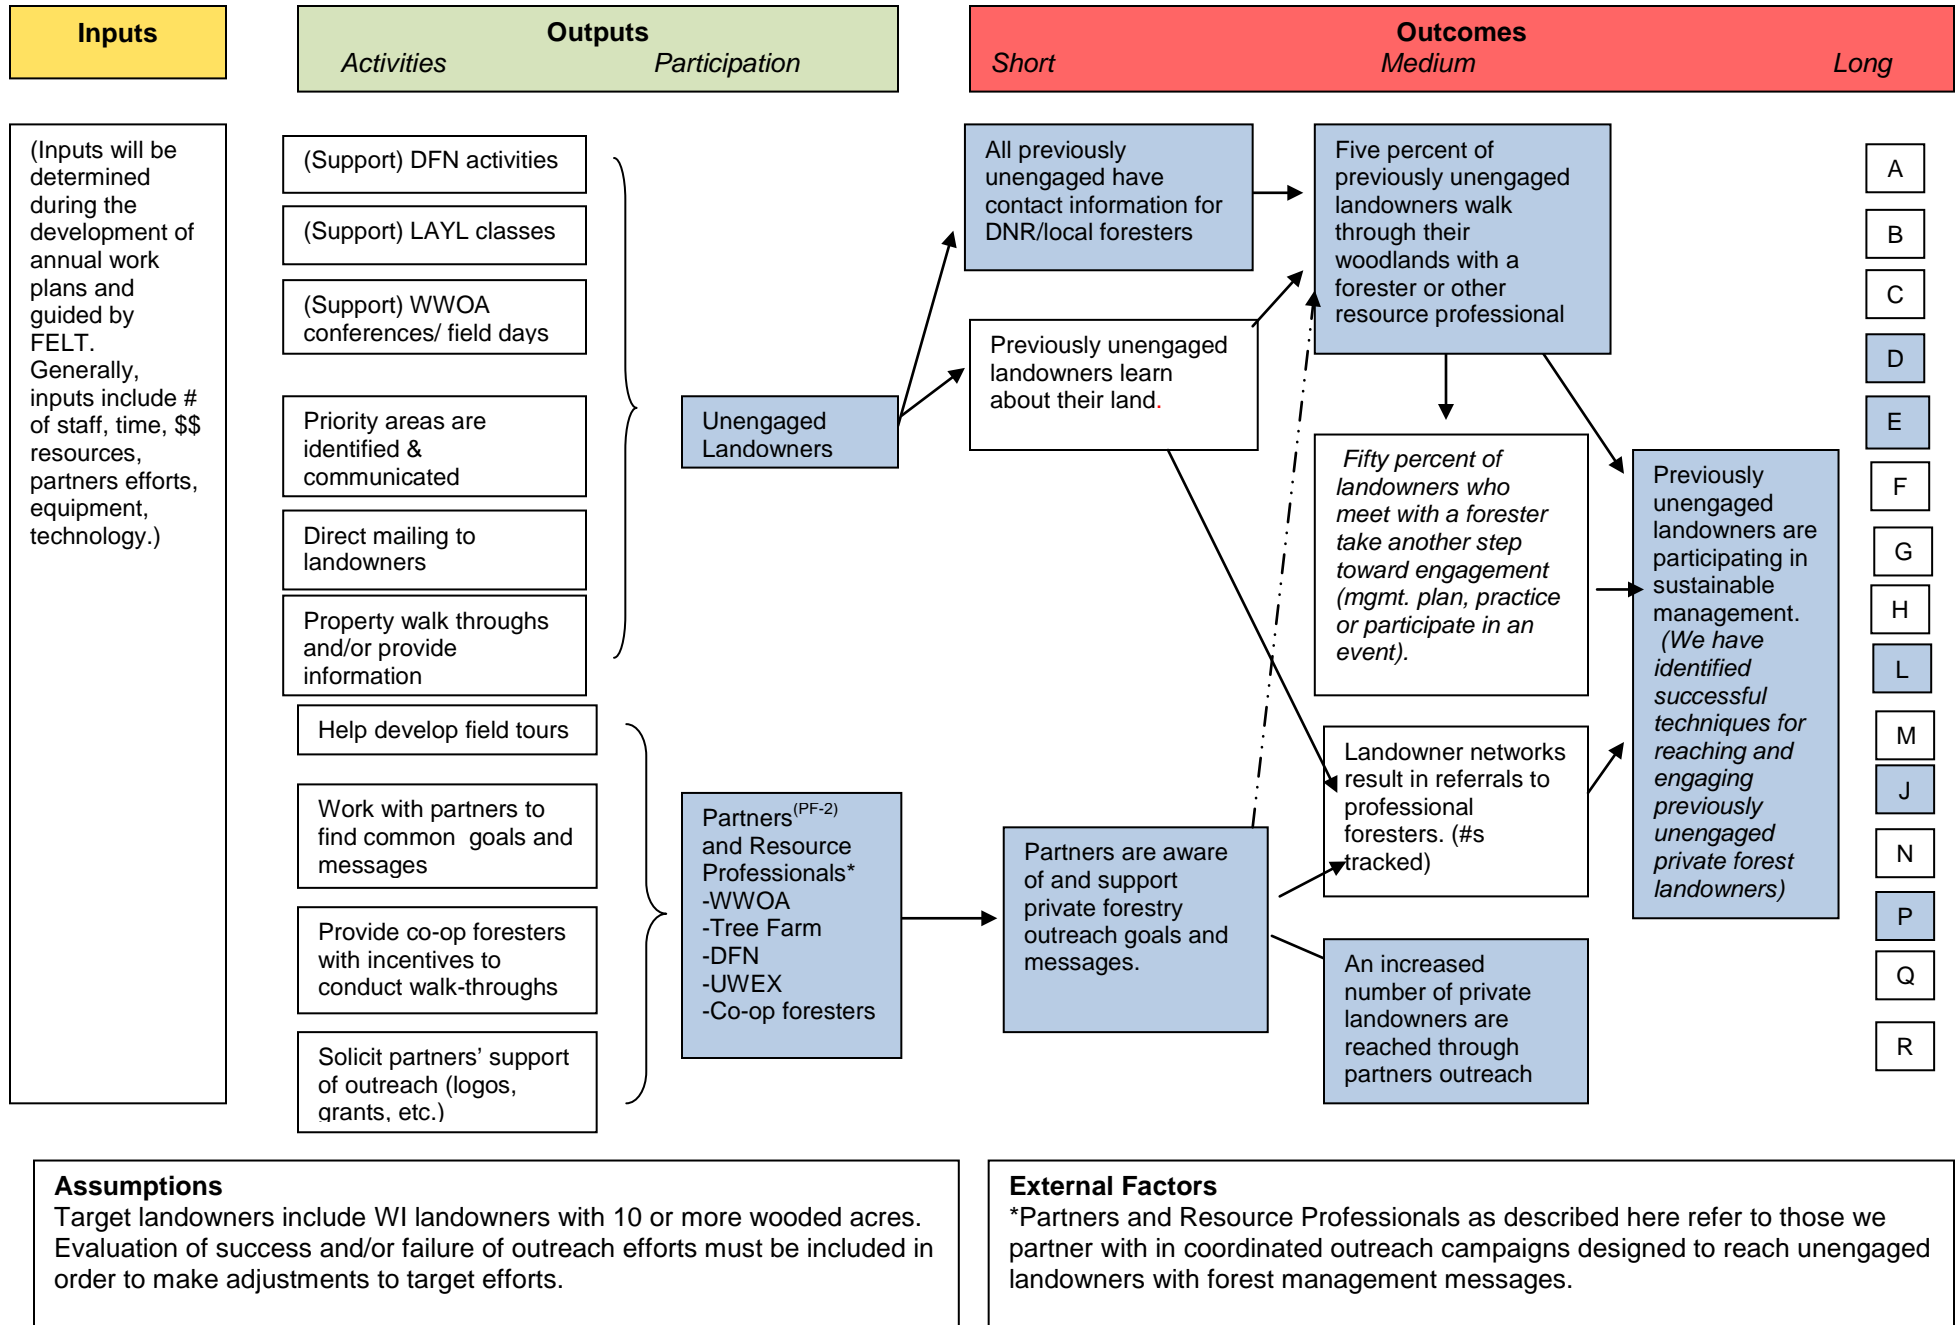 Inputs
Outputs
Activities Participation
Outcomes
Short Medium Long
(Inputs will be
determined
during the
development of
annual work
plans and
guided by
FELT.
Generally,
inputs include #
of staff, time, $$
resources,
partners efforts,
equipment,
technology.)
(Support) DFN activities
(Support) LAYL classes
(Support) WWOA
conferences/ field days
Priority areas are
identified &
communicated
Direct mailing to
landowners
Property walk throughs
and/or provide
information
Help develop field tours
Work with partners to
find common goals and
messages
Provide co-op foresters
with incentives to
conduct walk-throughs
Solicit partners’ support
of outreach (logos,
grants, etc.)
Unengaged
Landowners
Partners(PF-2)
and Resource
Professionals*
-WWOA
-Tree Farm
-DFN
-UWEX
-Co-op foresters
All previously
unengaged have
contact information for
DNR/local foresters
Previously unengaged
landowners learn
about their land.
Partners are aware
of and support
private forestry
outreach goals and
messages.
Five percent of
previously unengaged
landowners walk
through their
woodlands with a
forester or other
resource professional
Fifty percent of
landowners who
meet with a forester
take another step
toward engagement
(mgmt. plan, practice
or participate in an
event).
Landowner networks
result in referrals to
professional
foresters. (#s
tracked)
An increased
number of private
landowners are
reached through
partners outreach
Previously
unengaged
landowners are
participating in
sustainable
management.
(We have
identified
successful
techniques for
reaching and
engaging
previously
unengaged
private forest
landowners)
A
B
C
D
E
F
G
H
L
M
J
N
P
Q
R
Assumptions
Target landowners include WI landowners with 10 or more wooded acres.
Evaluation of success and/or failure of outreach efforts must be included in
order to make adjustments to target efforts.
External Factors
*Partners and Resource Professionals as described here refer to those we
partner with in coordinated outreach campaigns designed to reach unengaged
landowners with forest management messages.